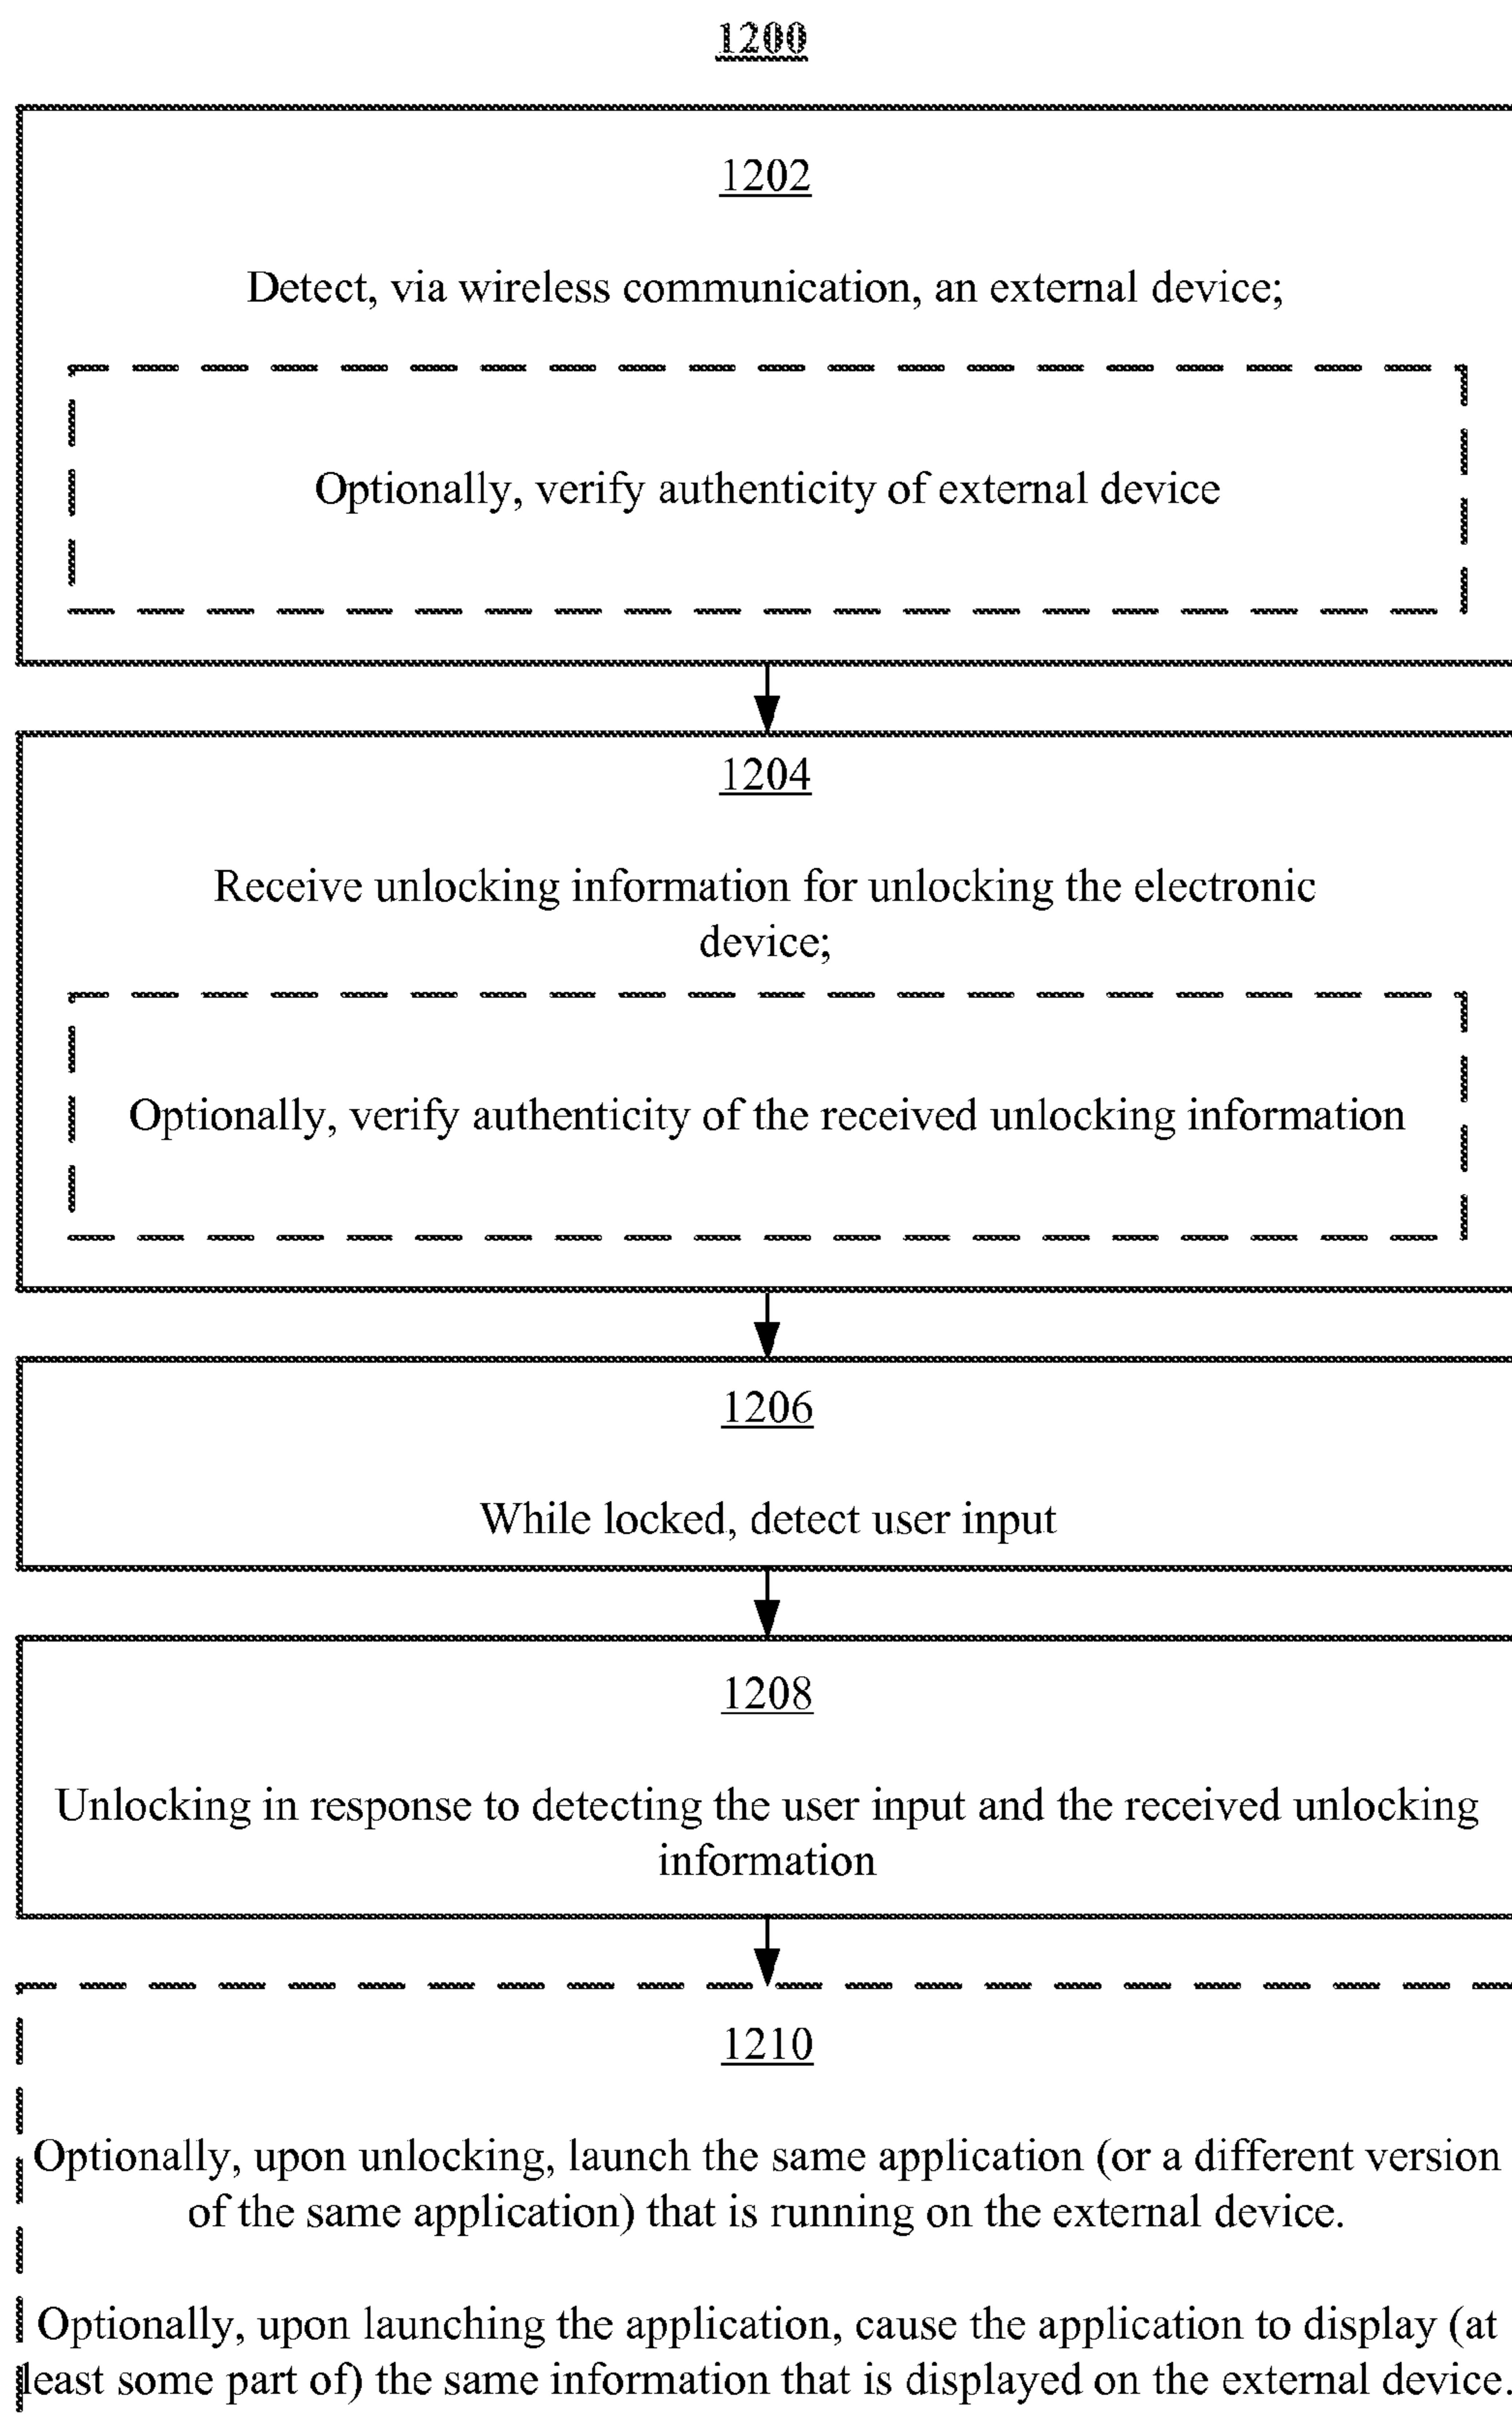 1200
1202
Detect, via wireless communication, an external device;
Optionally, verify authenticity of external device
1204
Receive unlocking information for unlocking the electronic
device;
Optionally, verify authenticity of the received unlocking information
1206
While locked, detect user input
1208
Unlocking in response to detecting the user input and the received unlocking
information
1210
Optionally, upon unlocking, launch the same application (or a different version
of the same application) that is running on the external device.
Optionally, upon launching the application, cause the application to display (at
least some part of) the same information that is displayed on the external device.